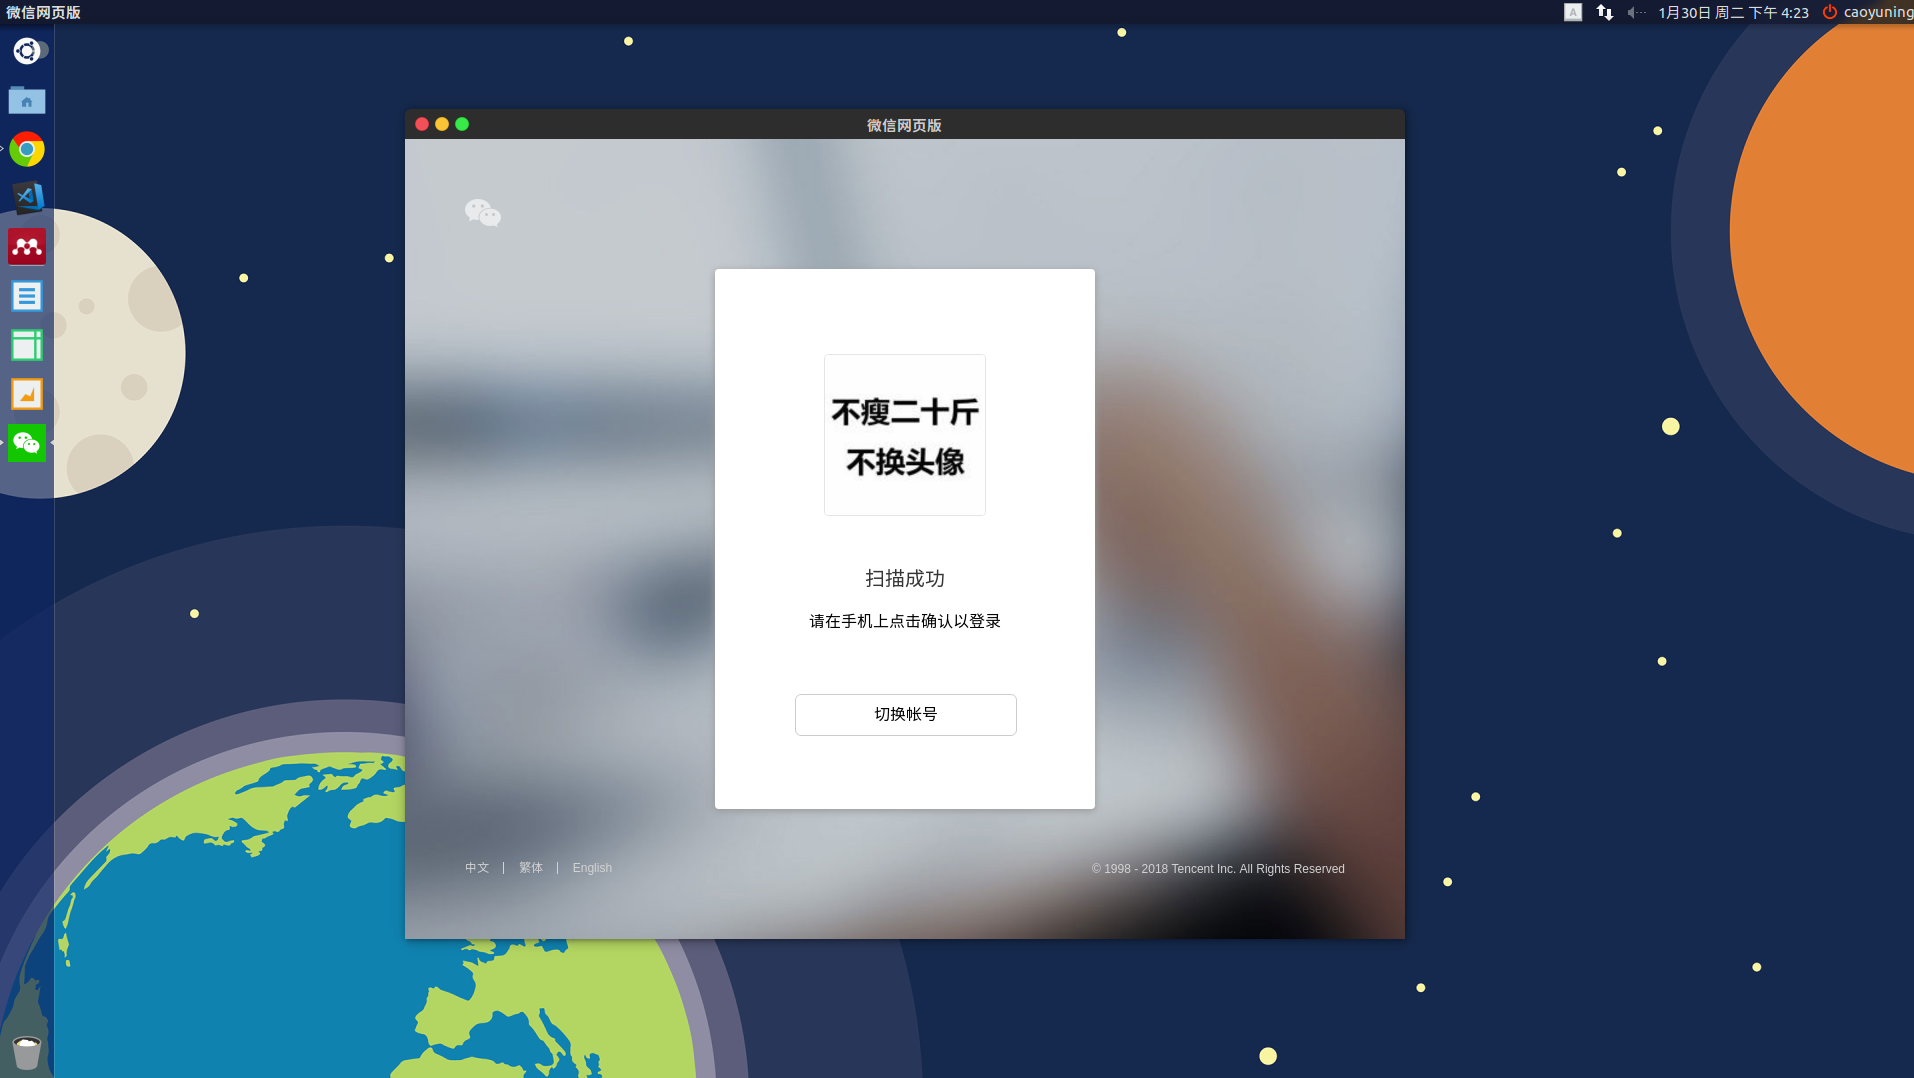 微信网页版
A
1月30日 周二 下午 4:23
caoyuning
微信网页版
不瘦二十斤
不换头像
扫描成功
请在手机上点击确认以登录
切换帐号
中文 | 繁体 | English
© 1998 - 2018 Tencent Inc. All Rights Reserved